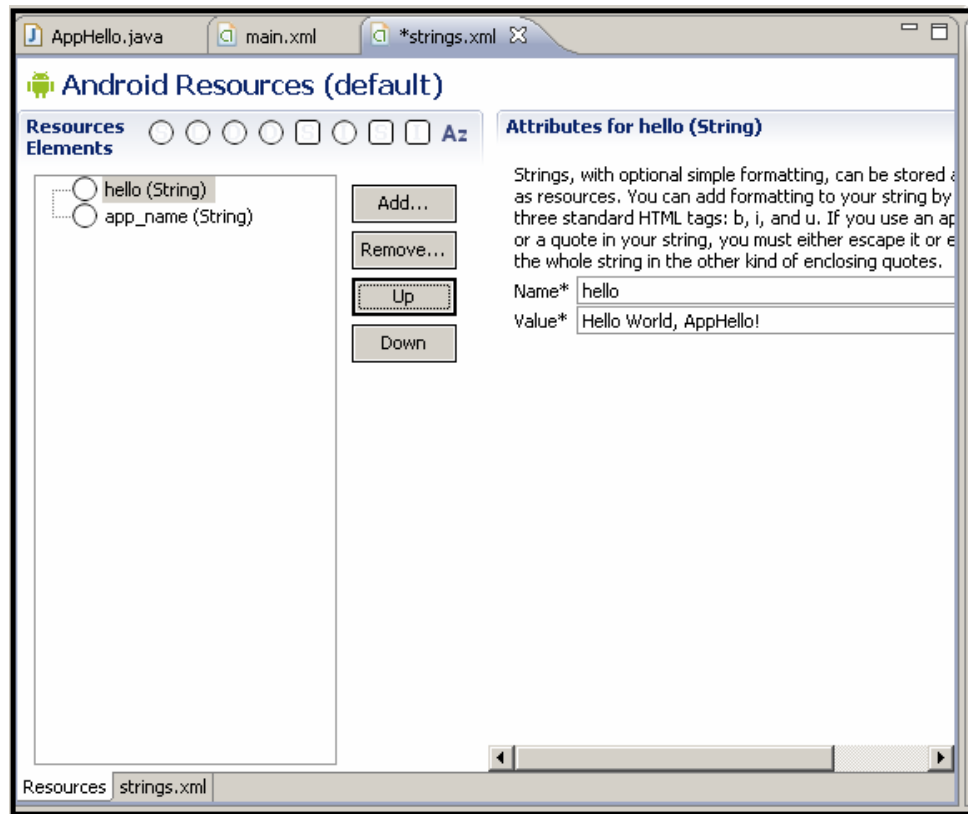 AppHello.java
main.xml
*strings.xml
Android Resources (default)
Resources Elements
Az
hello (String)
app_name (String)
Add...
Remove...
Up
Down
Attributes for hello (String)
Strings, with optional simple formatting, can be stored
as resources. You can add formatting to your string by
three standard HTML tags: b, i, and u. If you use an
or a quote in your string, you must either escape it or
the whole string in the other kind of enclosing quotes.
Name* hello
Value* Hello World, AppHello!
Resources
strings.xml